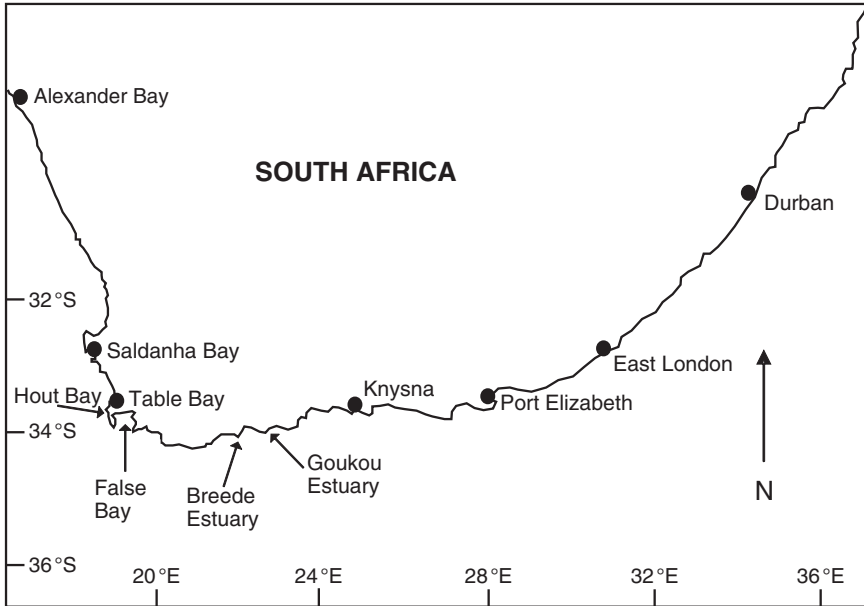 Alexander Bay
SOUTH AFRICA
Durban
32°S
Saldanha Bay
East London
Hout Bay
Table Bay
Knysna
Port Elizabeth
34°S
False
Bay
Breede
Estuary
Goukou
Estuary
N
36°S
20°E
24°E
28°E
32°E
36°E